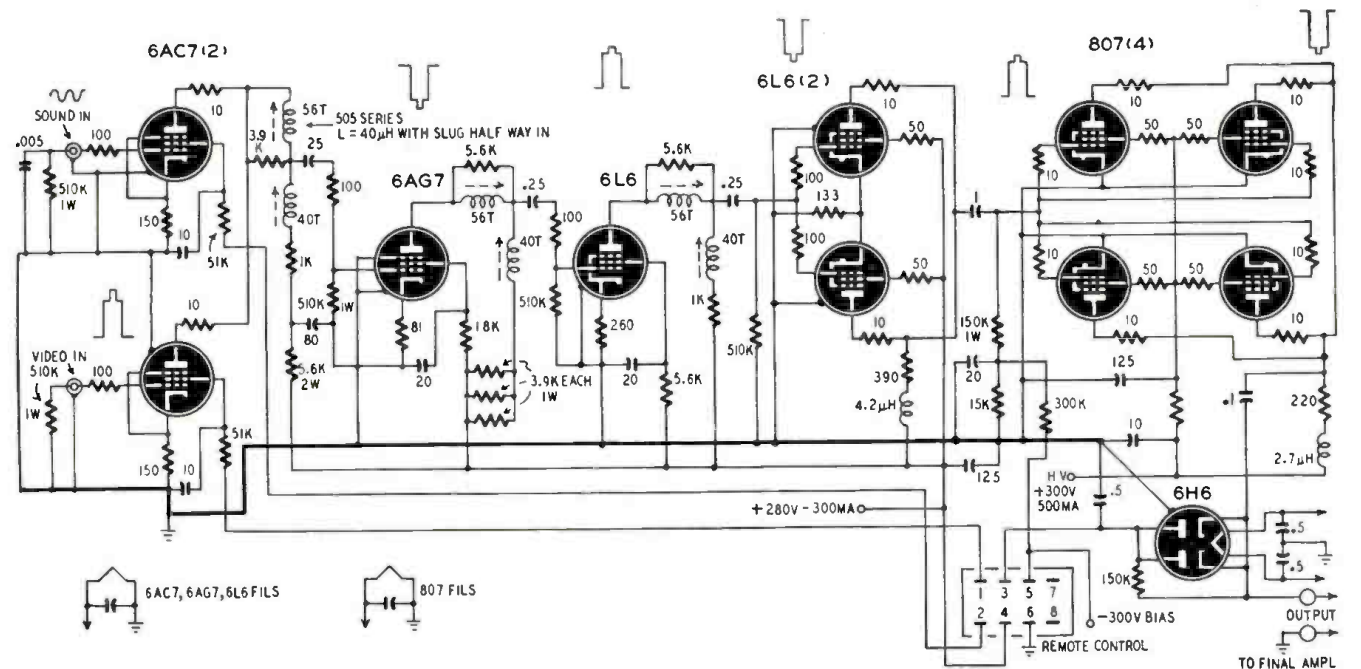 6AC7(2)
SOUND IN
.005
100
510K
1W
10
150
10
51K
3.9
K
56T
505 SERIES
L = 40µH WITH SLUG HALF WAY IN
25
40T
1K
100
510K
1W
80
5.6K
2W
6AG7
5.6K
56T
.25
81
20
18K
40T
3.9K EACH
1W
6L6
5.6K
56T
.25
100
510K
260
20
5.6K
40T
1K
510K
6L6(2)
10
50
100
133
100
50
10
390
4.2µH
1
150K
1W
20
15K
125
300K
807(4)
10
10
50
50
10
10
10
10
50
50
10
10
125
.1
220
10
2.7µH
HV
+300V
500MA
.5
6H6
150K
.5
.5
VIDEO IN
510K
1W
100
10
150
10
51K
+280V-300MA
6AC7, 6AG7, 6L6 FILS
807 FILS
1 3 5 7
2 4 6 8
REMOTE CONTROL
-300V BIAS
OUTPUT
TO FINAL AMPL